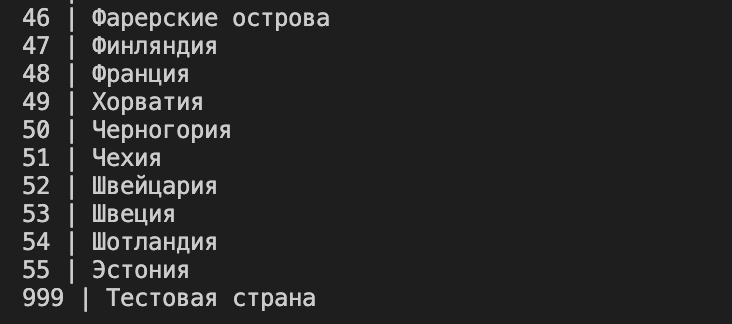 46 | Фарерские острова
47 | Финляндия
48 | Франция
49 | Хорватия
50 | Черногория
51 | Чехия
52 | Швейцария
53 | Швеция
54 | Шотландия
55 | Эстония
999 | Тестовая страна